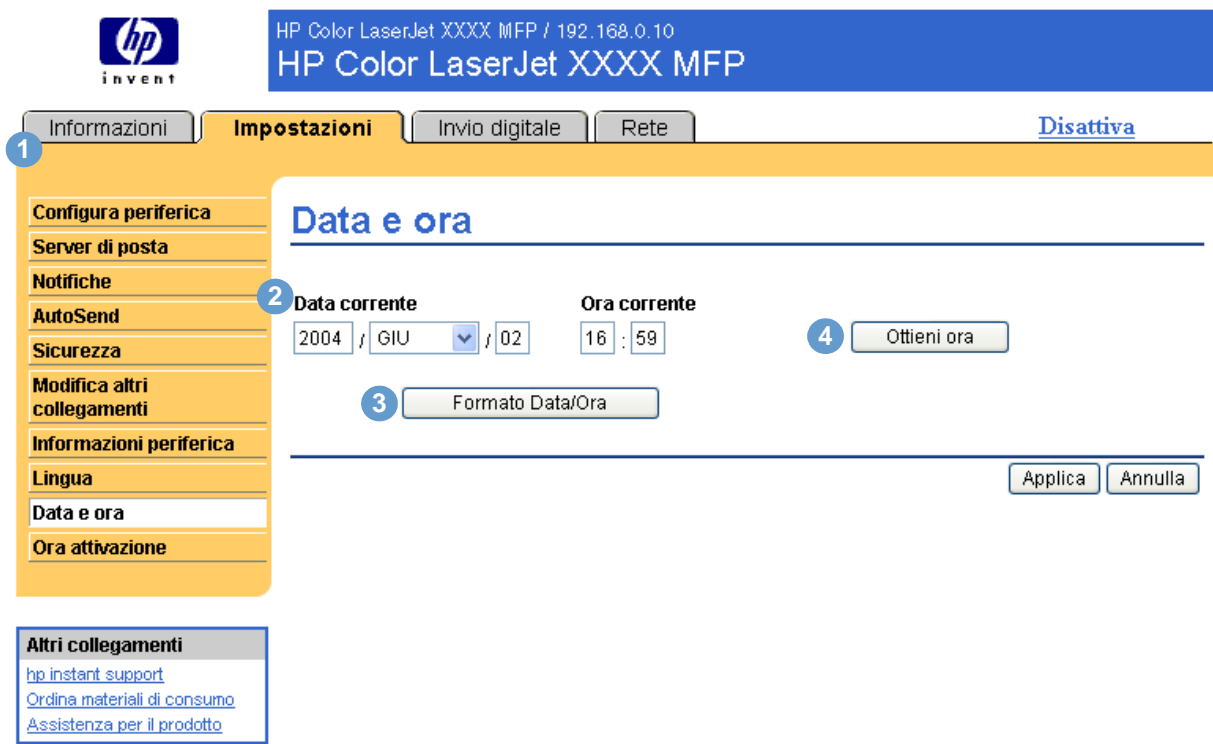 hp
invent
HP Color LaserJet XXXX MFP / 192.168.0.10
HP Color LaserJet XXXX MFP
Informazioni
Impostazioni
Invio digitale
Rete
Disattiva
1
Configura periferica
Server di posta
Notifiche
AutoSend
Sicurezza
Modifica altri
collegamenti
Informazioni periferica
Lingua
Data e ora
Ora attivazione
Data e ora
2
Data corrente
Ora corrente
2004 / GIU / 02
16 : 59
4
Ottieni ora
3
Formato Data/Ora
Applica
Annulla
Altri collegamenti
hp instant support
Ordina materiali di consumo
Assistenza per il prodotto